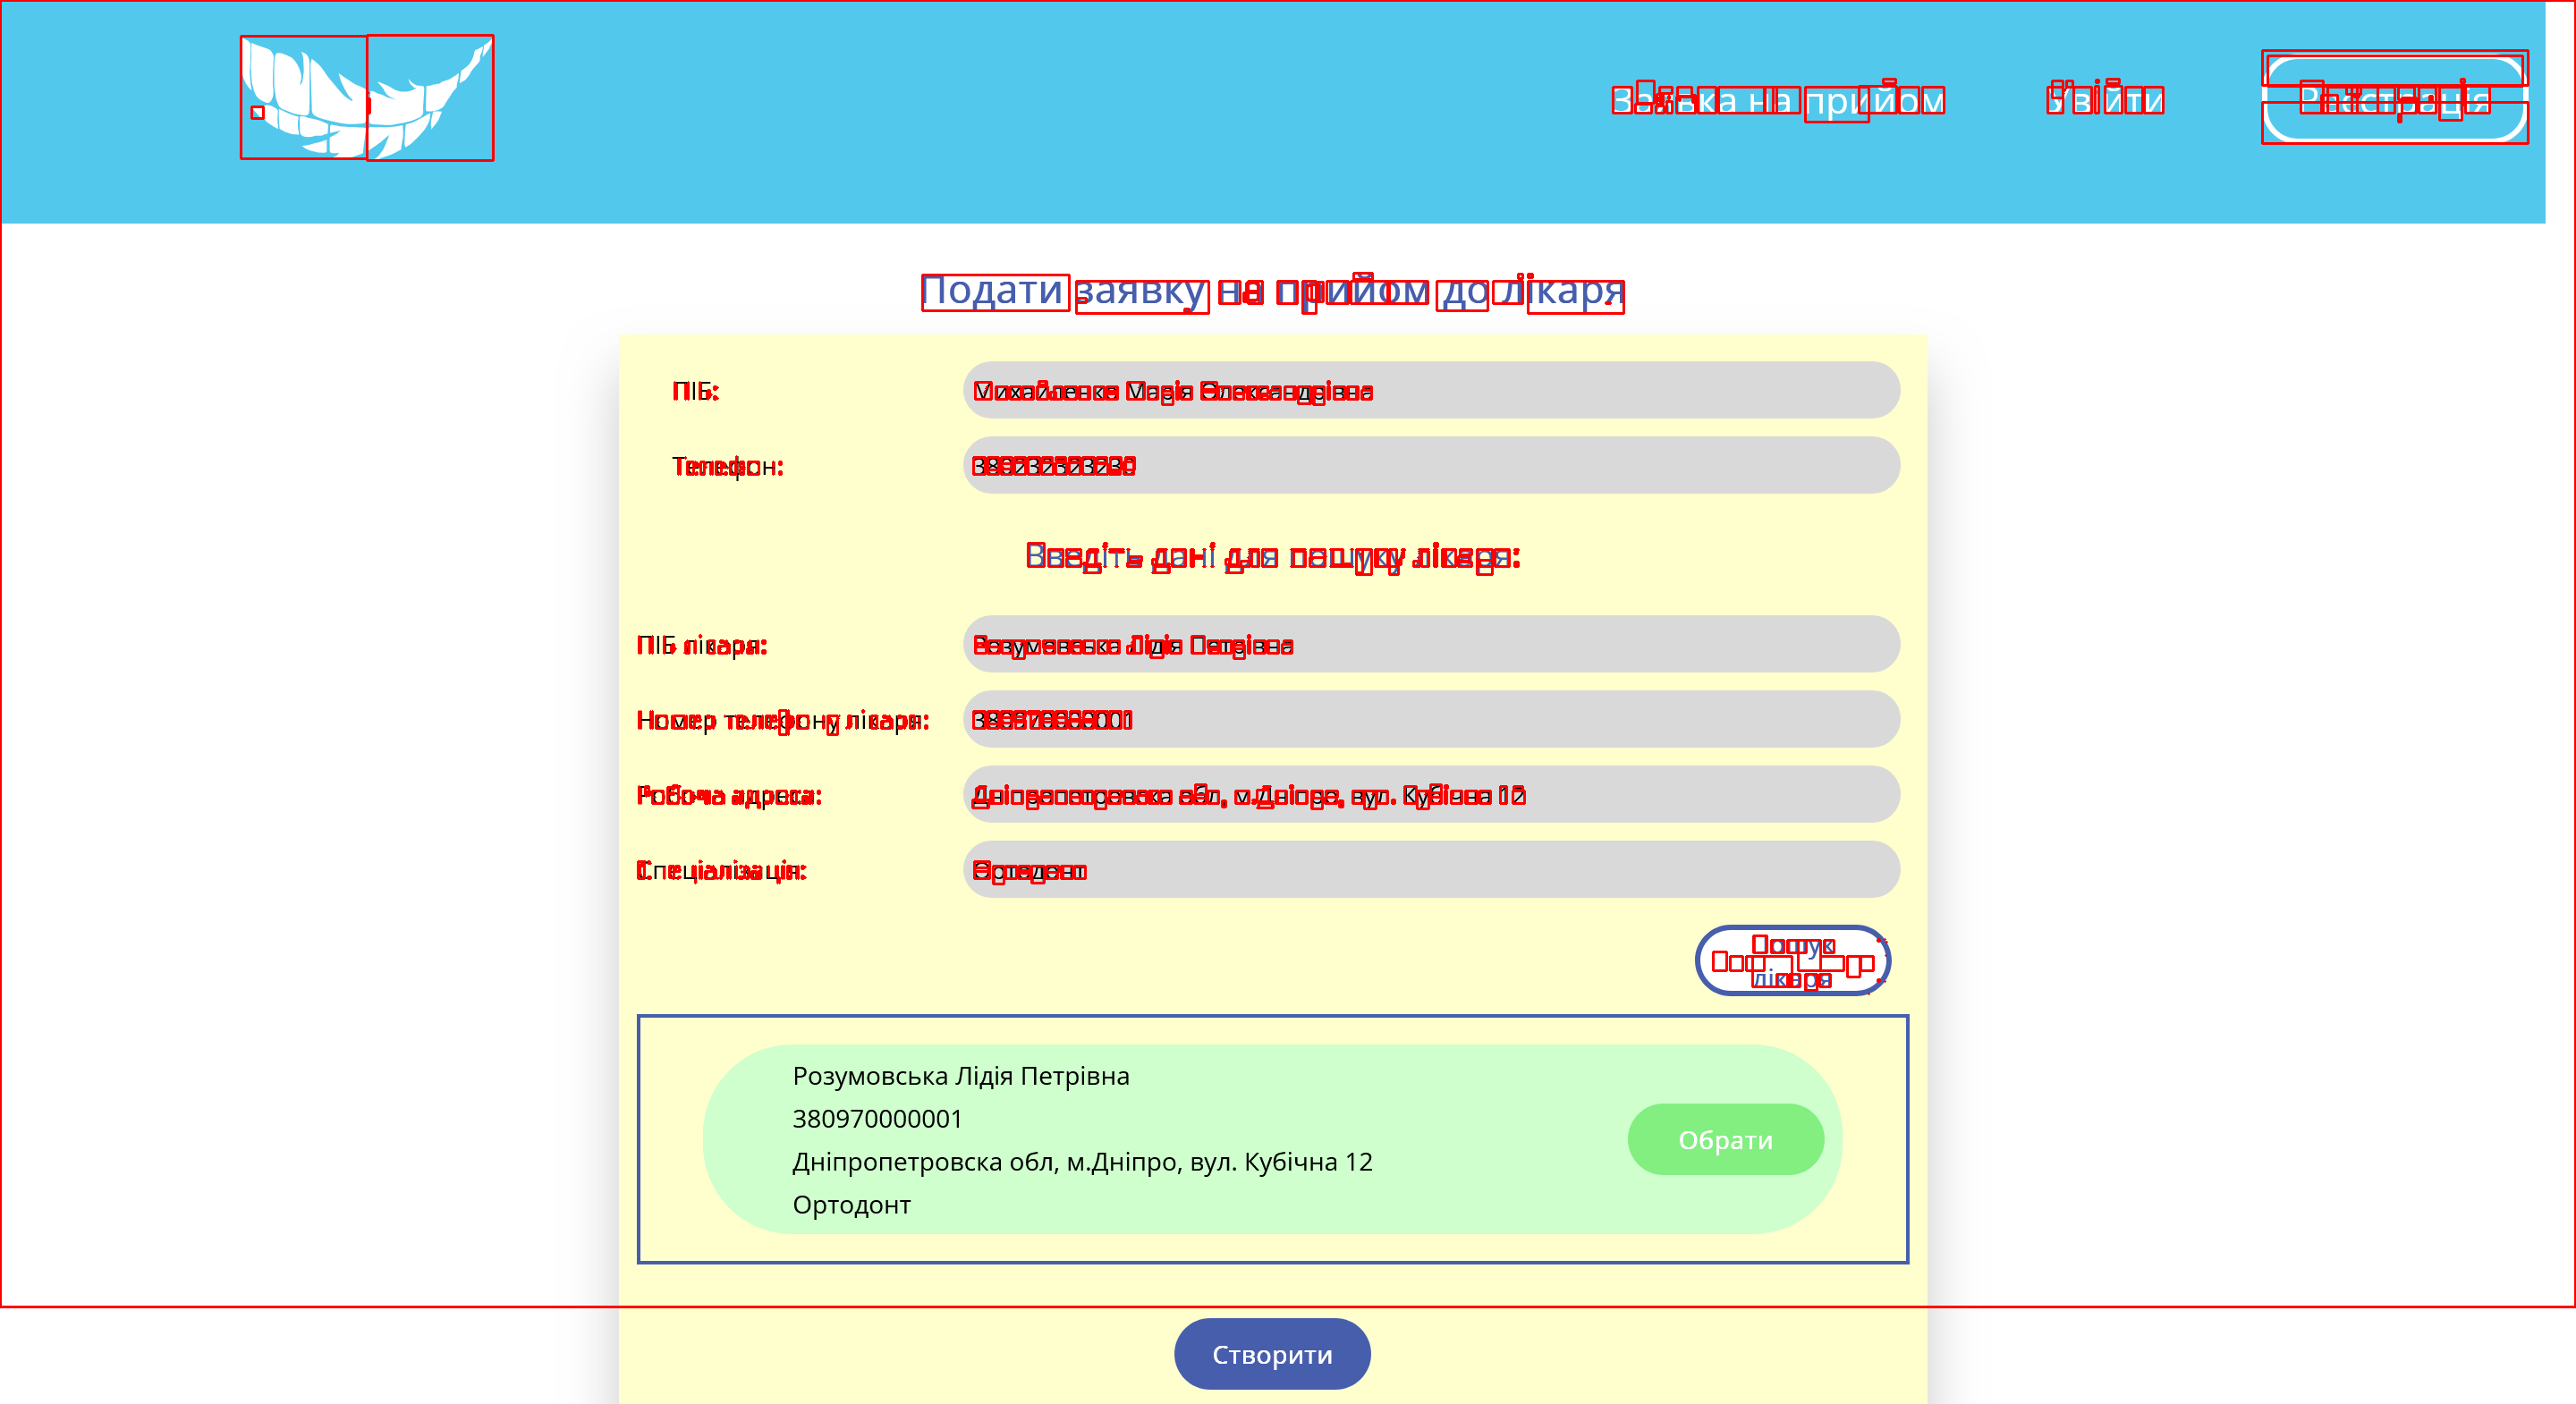 Заявка на прийом
Увійти
Реєстрація
Подати заявку на прийом до лікаря
ПІБ:
Михайленко Марія Олександрівна
Телефон:
380232323230
Введіть дані для пошуку лікаря:
ПІБ лікаря:
Розумовська Лідія Петрівна
Номер телефону лікаря:
380970000001
Робоча адреса:
Дніпропетровска обл, м.Дніпро, вул. Кубічна 12
Спеціалізація:
Ортодонт
Пошук
лікаря
Розумовська Лідія Петрівна
380970000001
Дніпропетровска обл, м.Дніпро, вул. Кубічна 12
Ортодонт
Обрати
Створити